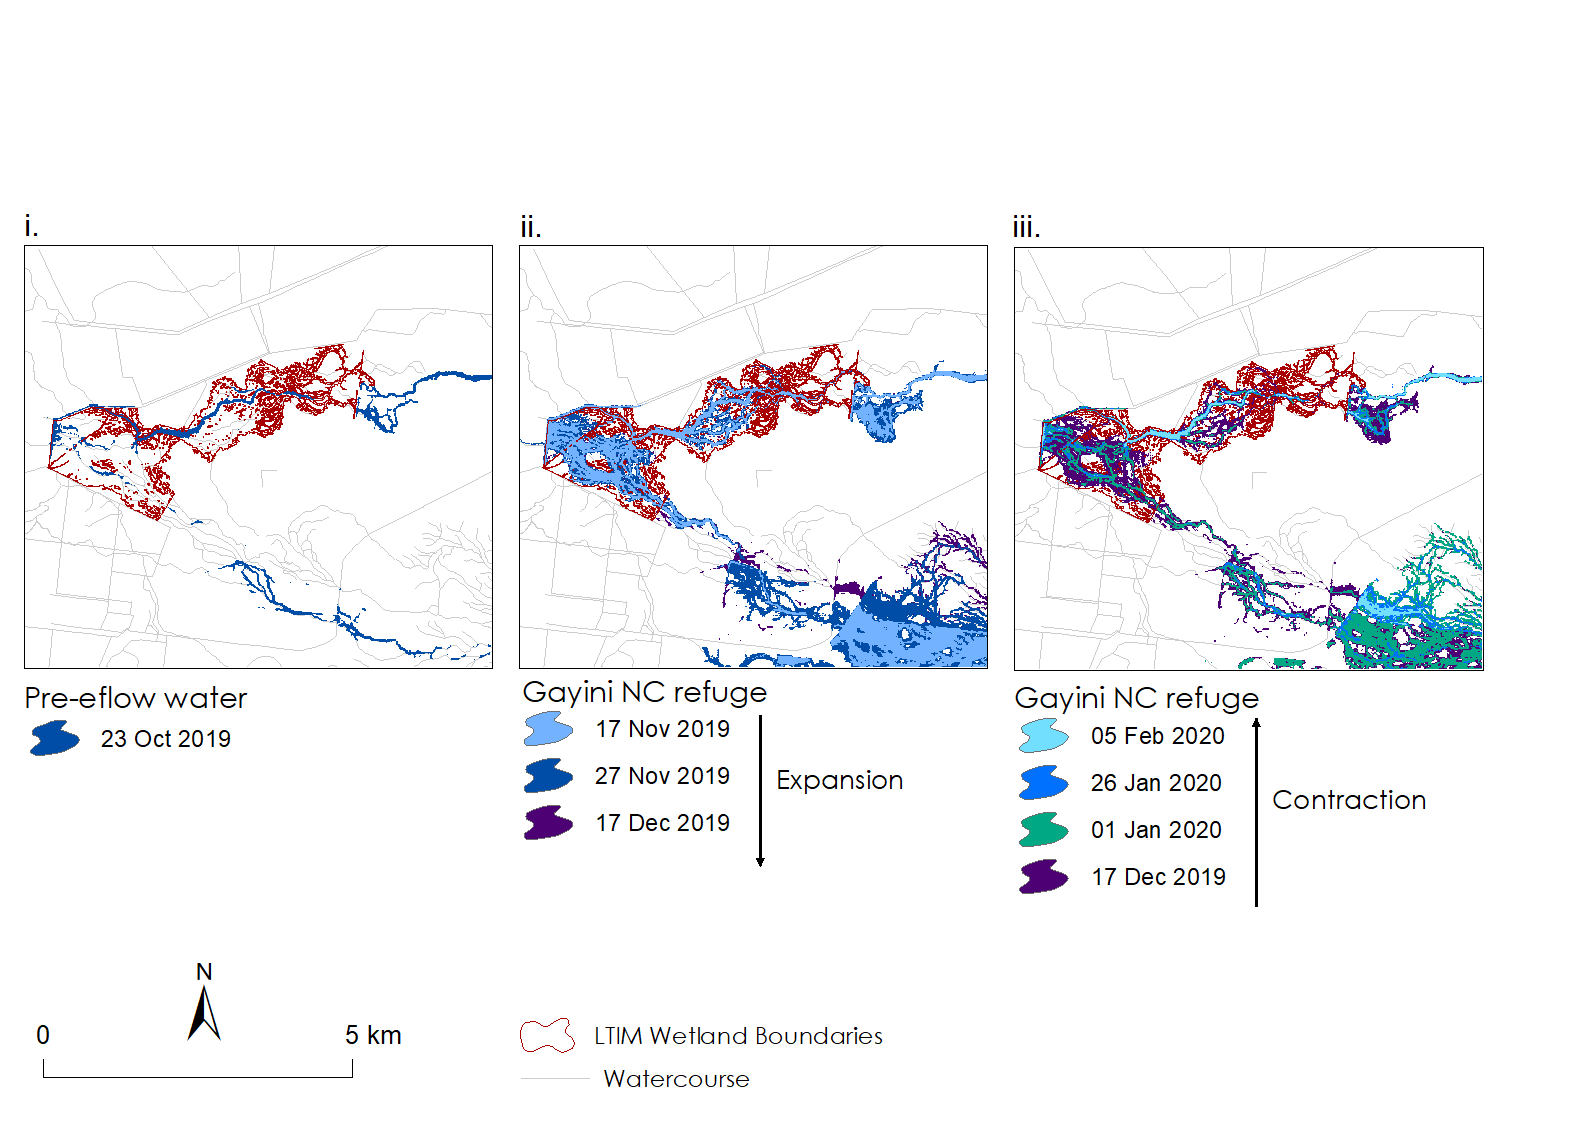 i.
ii.
iii.
Pre-eflow water
23 Oct 2019
Gayini NC refuge
17 Nov 2019
27 Nov 2019
17 Dec 2019
Expansion
Gayini NC refuge
05 Feb 2020
26 Jan 2020
01 Jan 2020
17 Dec 2019
Contraction
N
0
5 km
LTIM Wetland Boundaries
Watercourse